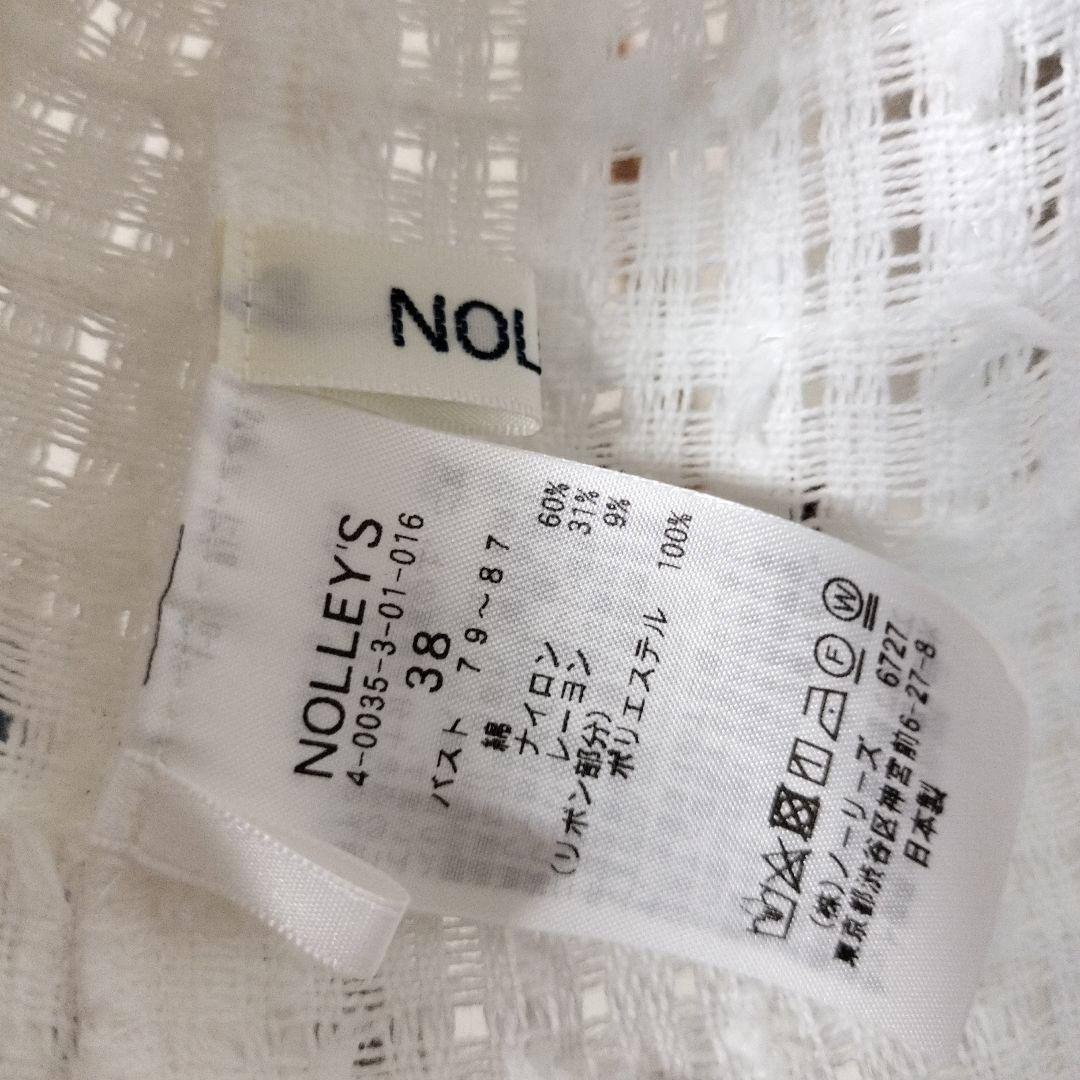 NOL
NOLLEY'S
4-0035-3-01-016
38
バスト 79～87
綿 60%
ナイロン 31%
レーヨン 9%
(リボン部分)
ポリエステル 100%
(株)ノーリーズ 6727
東京都渋谷区神宮前6-27-8
日本製